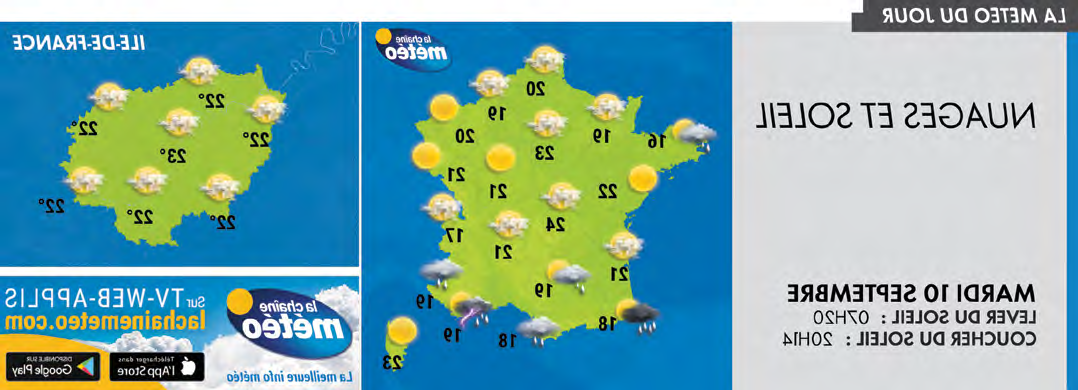 LA METEO DU JOUR
NUAGES ET SOLEIL
MARDI 10 SEPTEMBRE
LEVER DU SOLEIL : 07H20
COUCHER DU SOLEIL : 20H14
la chaîne
météo
20
19
19
20
16
23
21
22
21
24
17
21
21
19
19
18
19
18
23
ILE-DE-FRANCE
22°
22°
22°
23°
22°
22°
22°
22°
la chaîne
météo
La meilleure info météo
sur TV-WEB-APPLIS
lachainemeteo.com
Télécharger dans
l'App Store
DISPONIBLE SUR
Google Play